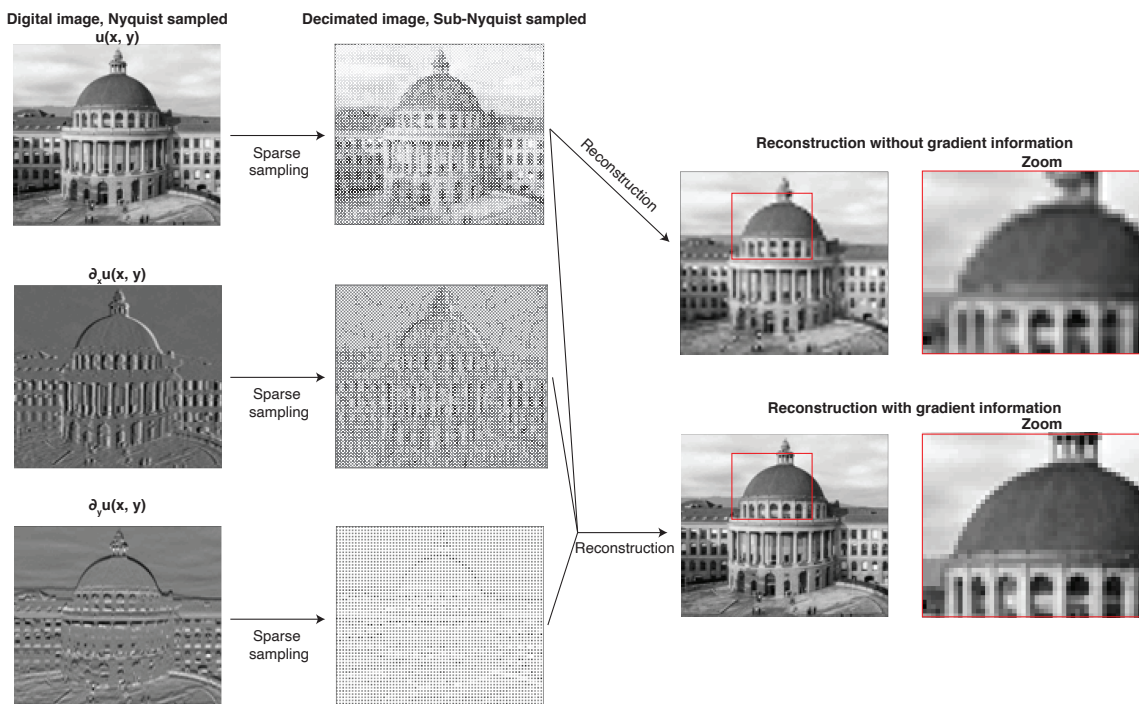 Digital image, Nyquist sampled
u(x, y)
Decimated image, Sub-Nyquist sampled
Sparse
sampling
Reconstruction
Reconstruction without gradient information
Zoom
∂ₓu(x, y)
Sparse
sampling
Reconstruction with gradient information
Zoom
∂ᵧu(x, y)
Reconstruction
Sparse
sampling